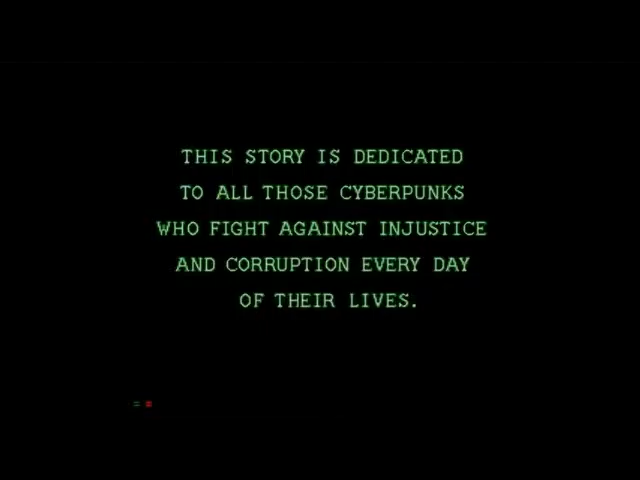 THIS STORY IS DEDICATED
TO ALL THOSE CYBERPUNKS
WHO FIGHT AGAINST INJUSTICE
AND CORRUPTION EVERY DAY
OF THEIR LIVES.